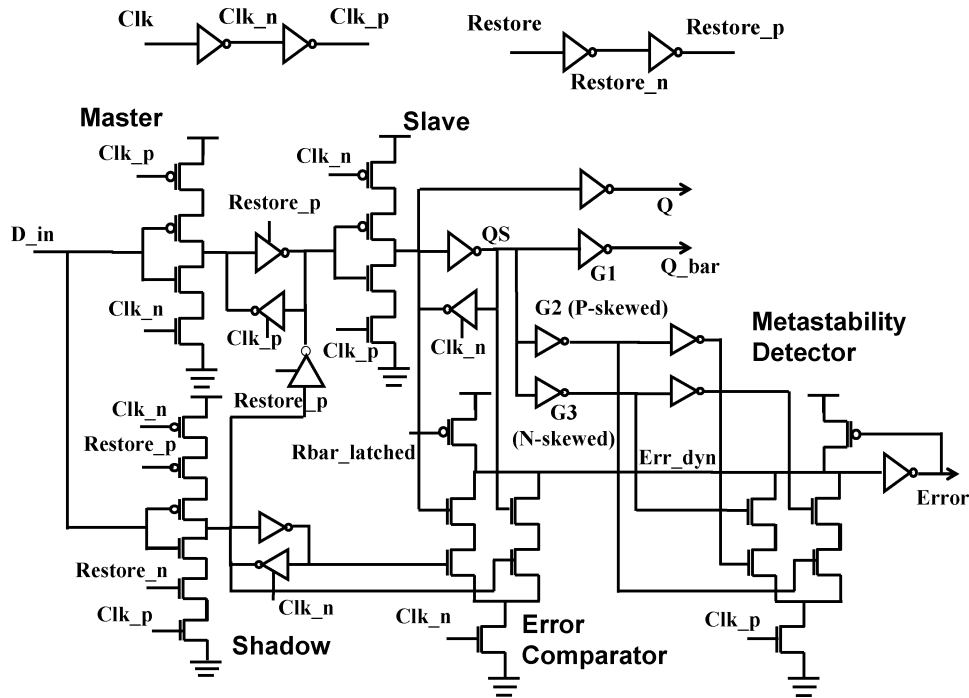 Clk
Clk_n
Clk_p
Restore
Restore_p
Restore_n
Master
Slave
Clk_p
Clk_n
Restore_p
Q
D_in
QS
G1
Q_bar
Clk_n
Clk_p
Clk_p
Clk_n
G2 (P-skewed)
Metastability
Detector
Restore_p
G3
(N-skewed)
Clk_n
Restore_p
Rbar_latched
Err_dyn
Error
Restore_n
Clk_n
Clk_p
Clk_n
Clk_p
Shadow
Error
Comparator